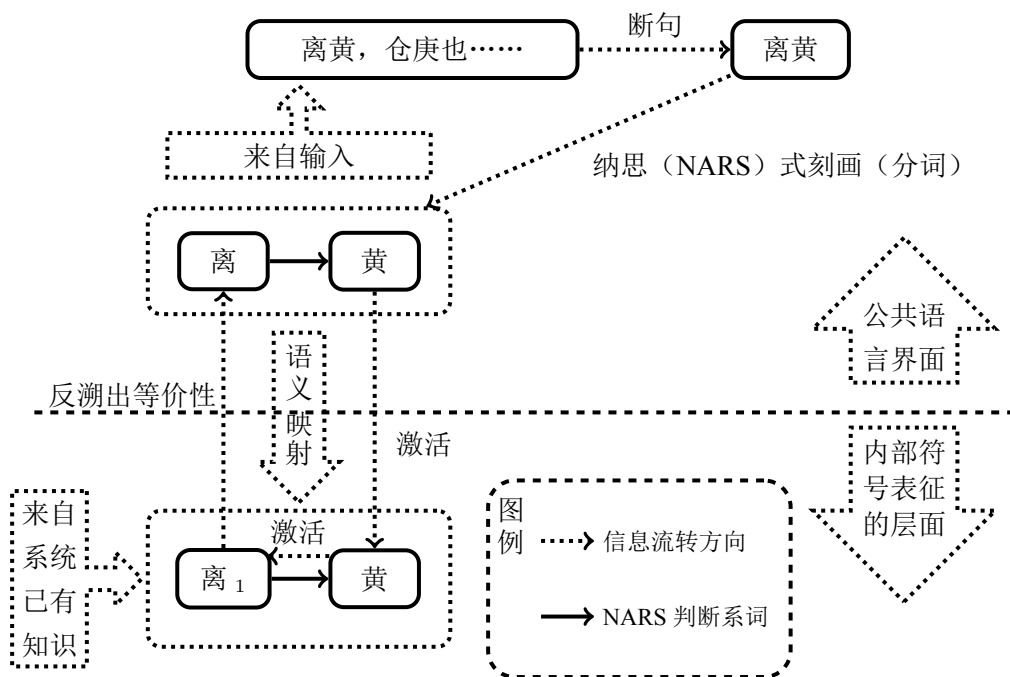 离黄，仓庚也……
断句
离黄
来自输入
纳思（NARS）式刻画（分词）
离
黄
公共语
言界面
语
义
映
射
反溯出等价性
激活
内部符
号表征
的层面
来自
系统
已有
知识
激活
离 1
黄
图
例
信息流转方向
NARS 判断系词